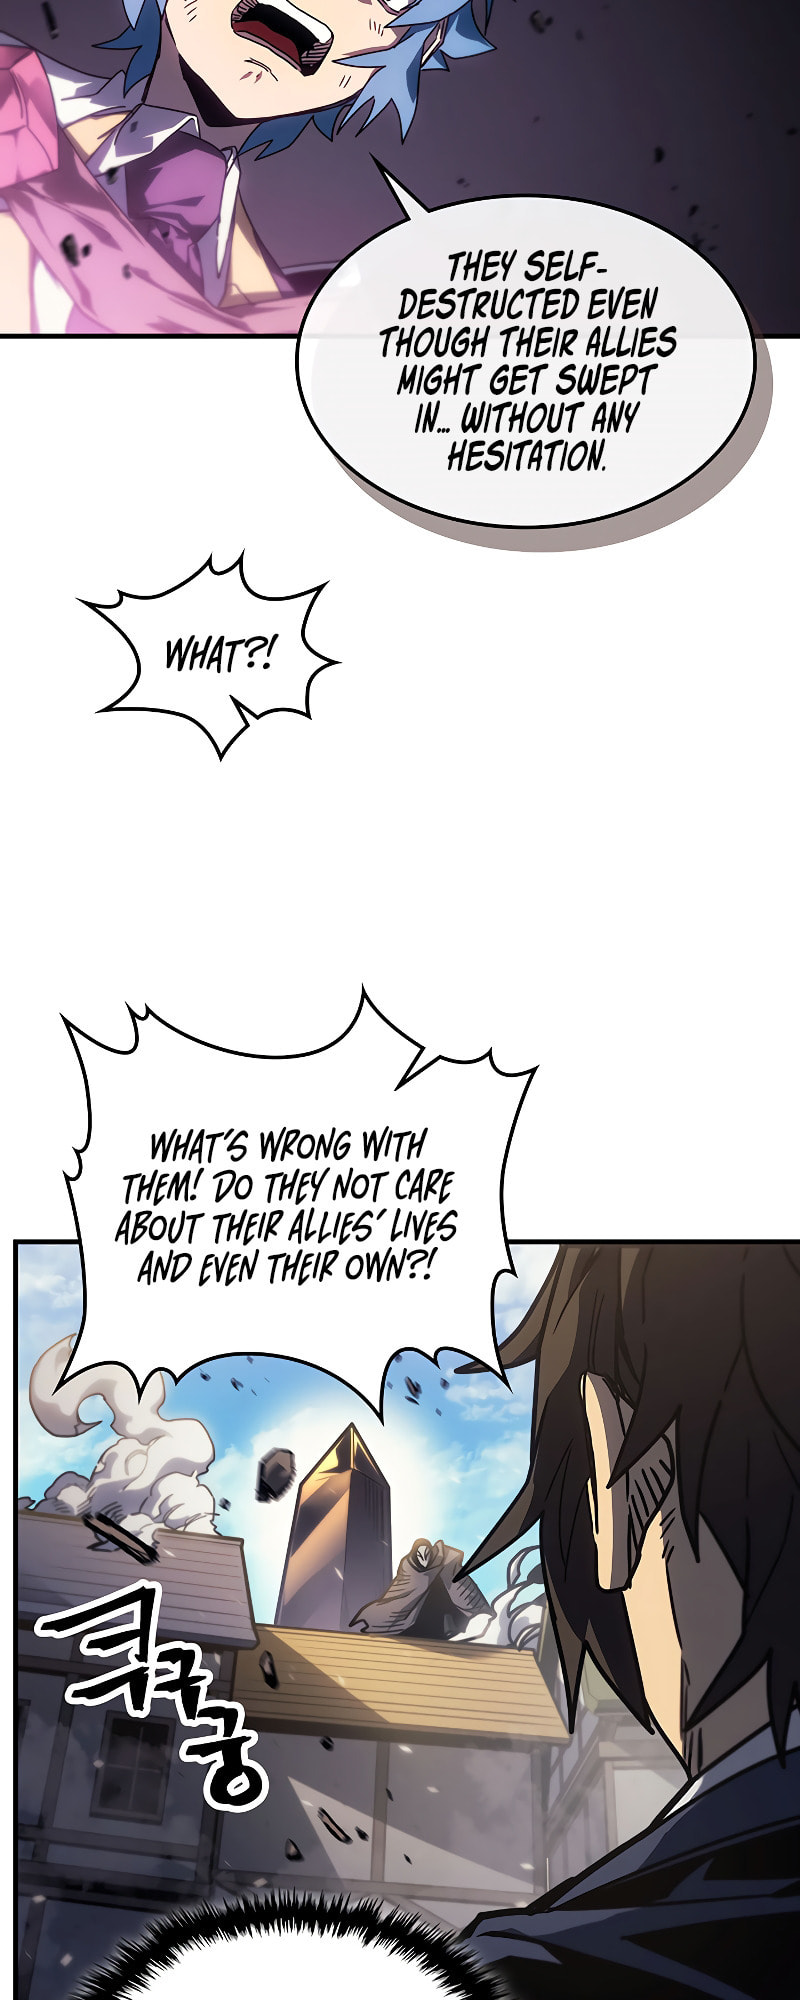 THEY SELF-
DESTRUCTED EVEN
THOUGH THEIR ALLIES
MIGHT GET SWEPT
IN... WITHOUT ANY
HESITATION.
WHAT?!
WHAT'S WRONG WITH
THEM! DO THEY NOT CARE
ABOUT THEIR ALLIES' LIVES
AND EVEN THEIR OWN?!
쿠구궁